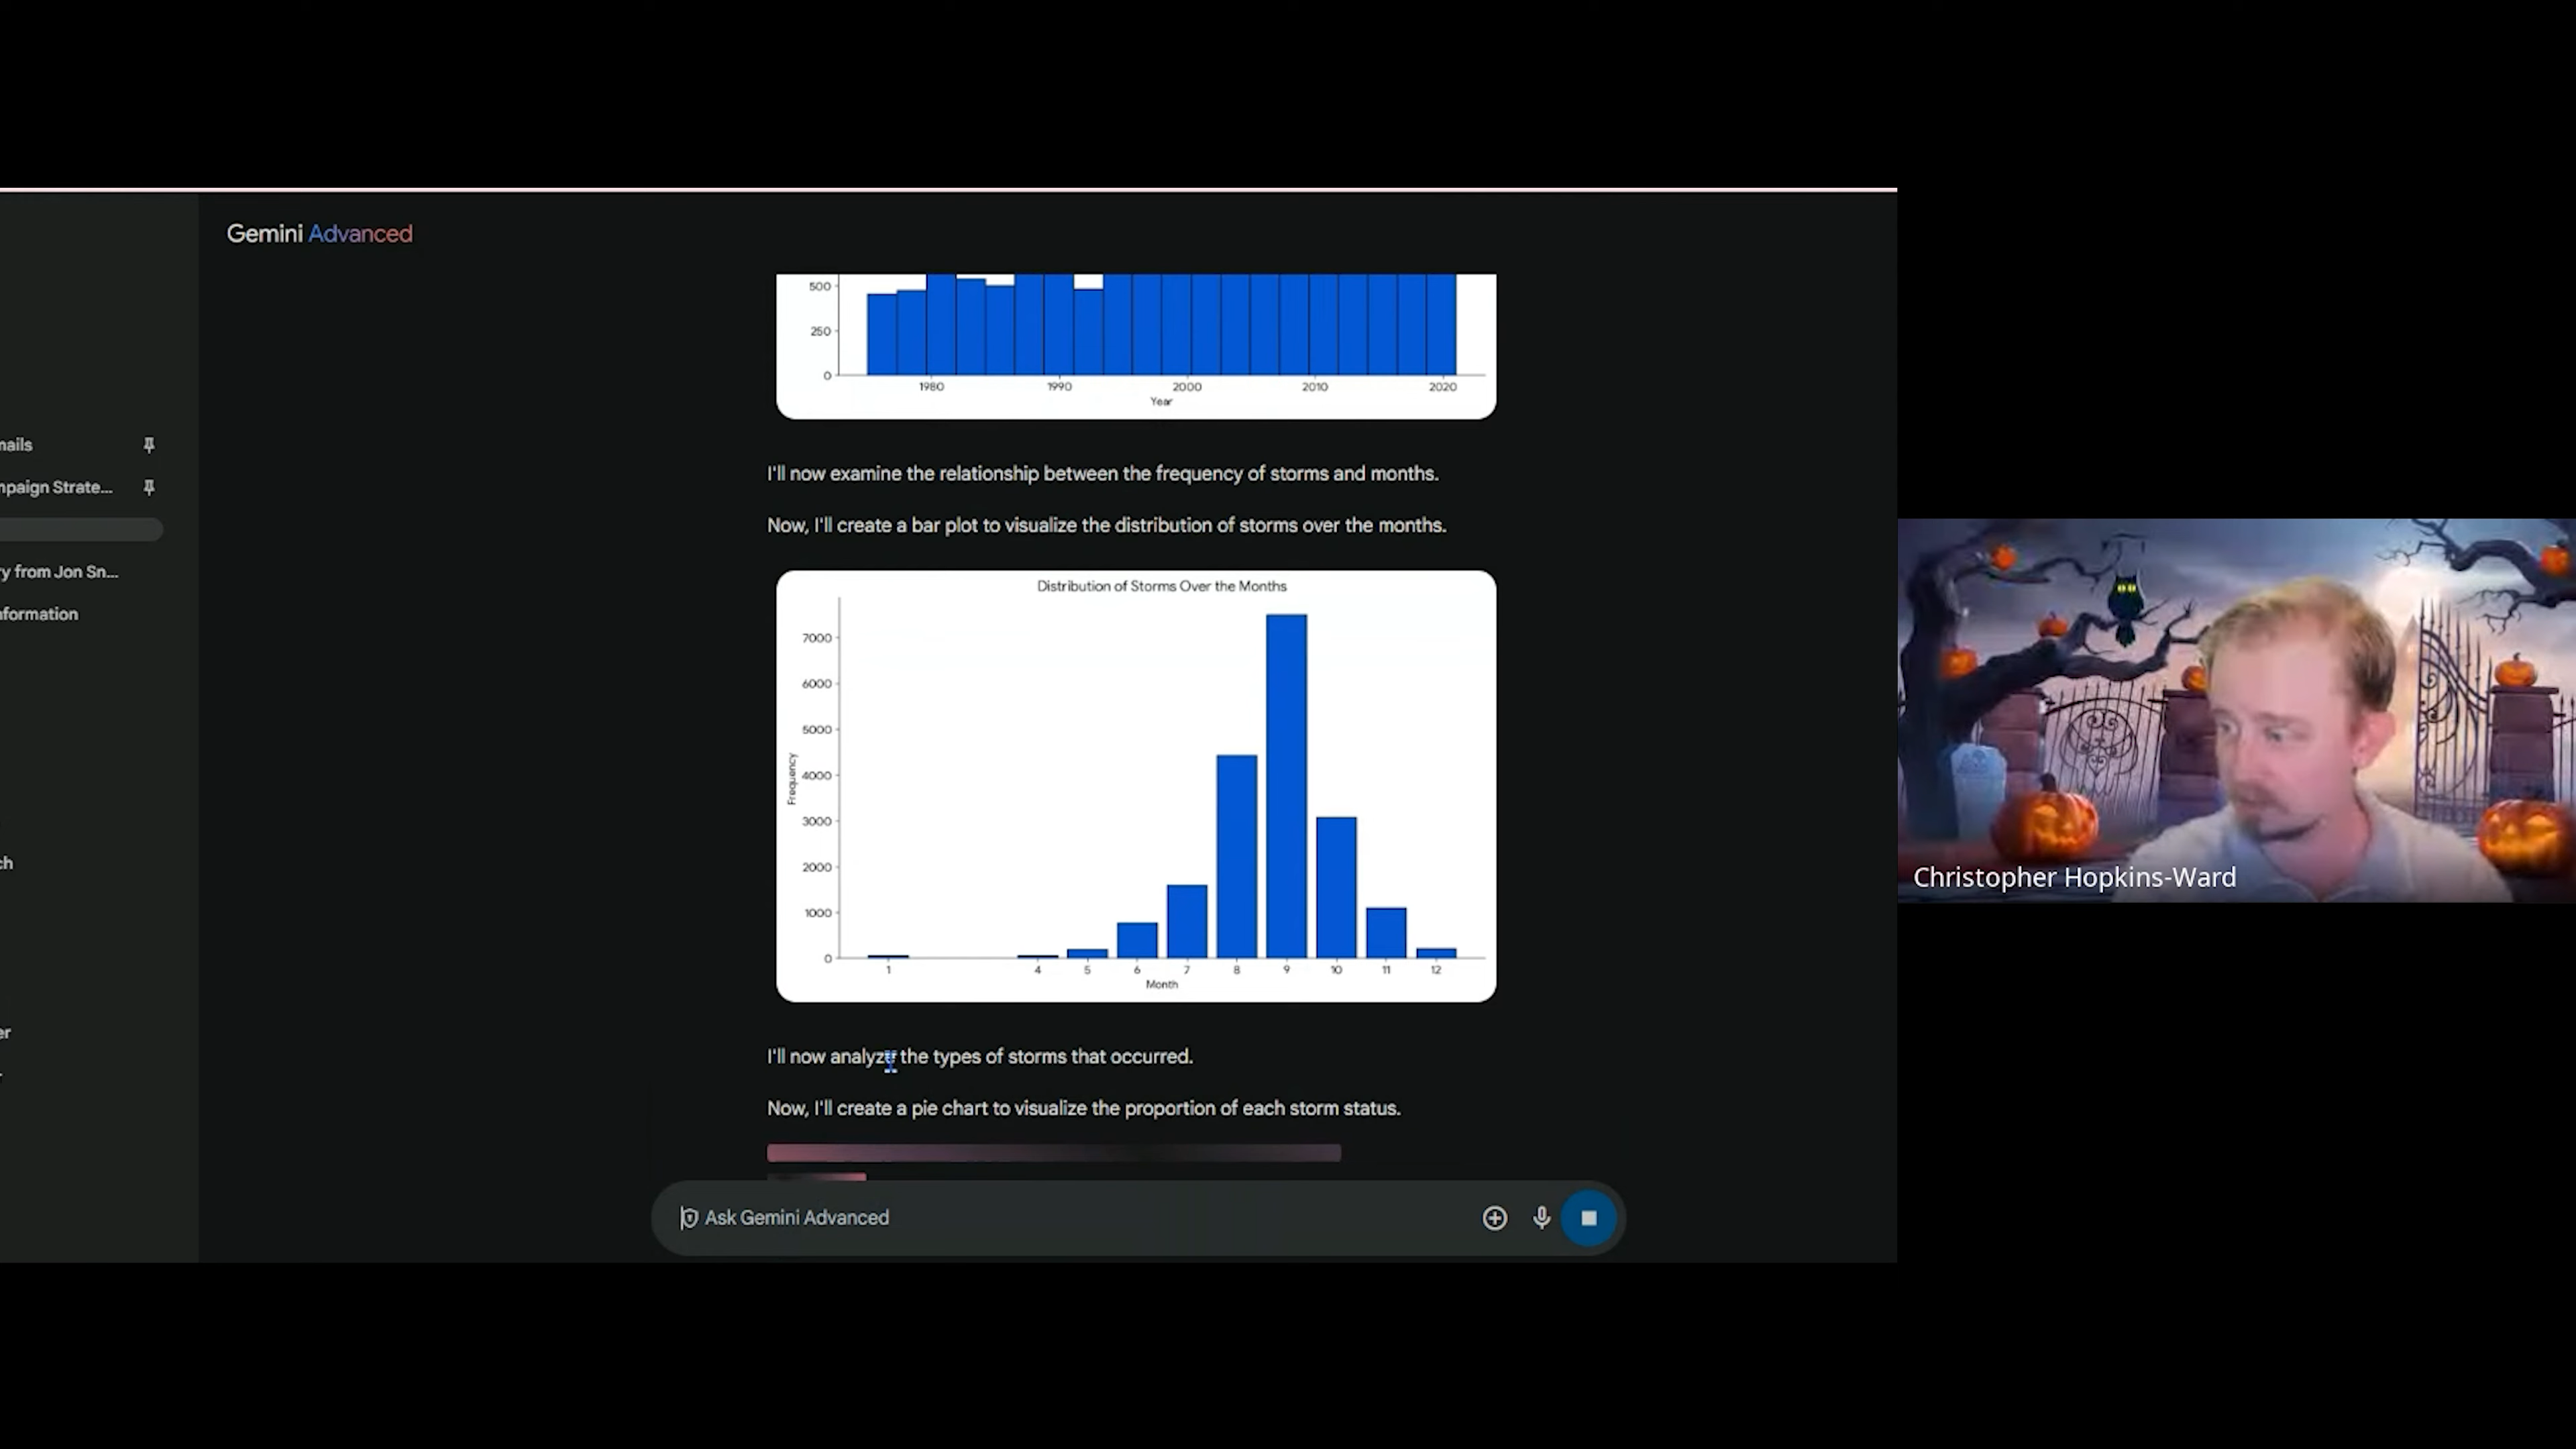 Gemini Advanced
500
250
0
1980 1990 2000 2010 2020
Year
nails
npaign Strate...
y from Jon Sn...
nformation
ch
er
I'll now examine the relationship between the frequency of storms and months.
Now, I'll create a bar plot to visualize the distribution of storms over the months.
Distribution of Storms Over the Months
Frequency
7000
6000
5000
4000
3000
2000
1000
0
1 4 5 6 7 8 9 10 11 12
Month
I'll now analyze the types of storms that occurred.
Now, I'll create a pie chart to visualize the proportion of each storm status.
Ask Gemini Advanced
Christopher Hopkins-Ward